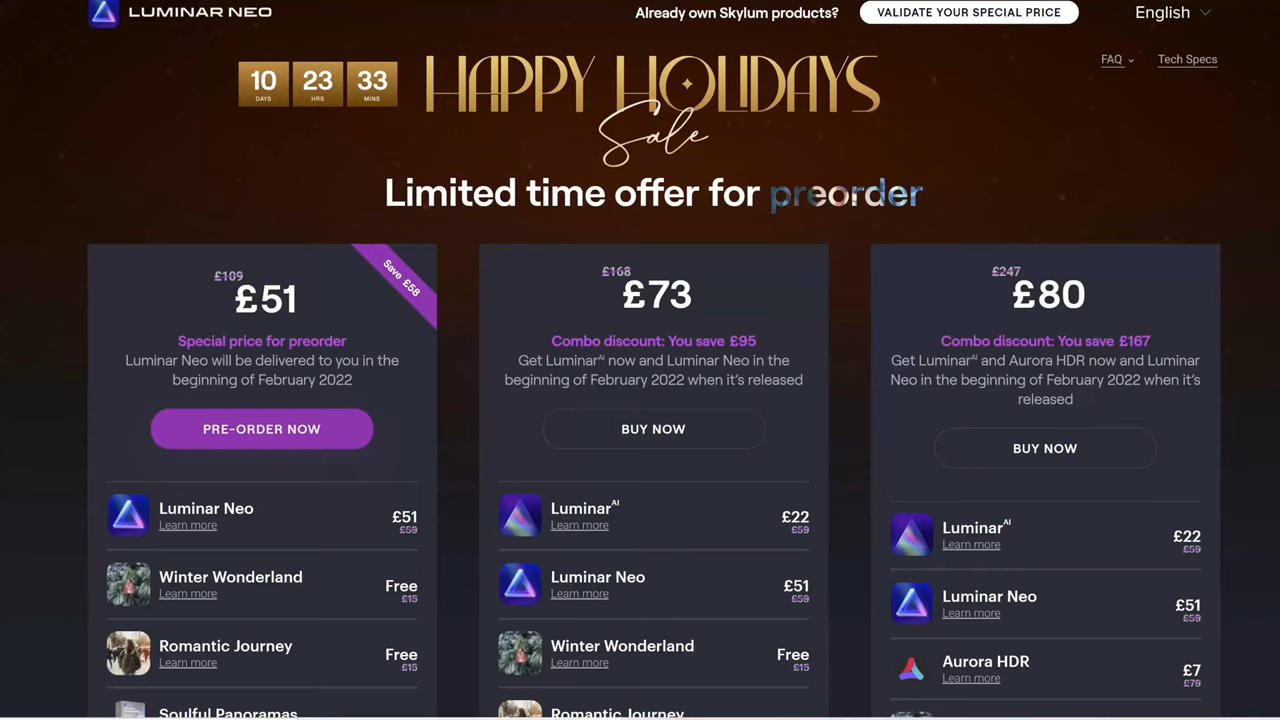 LUMINAR NEO
Already own Skylum products?
VALIDATE YOUR SPECIAL PRICE
English
FAQ
Tech Specs
10 23 33
DAYS HRS MINS
HAPPY HOLIDAYS
Sale
Limited time offer for preorder
Save £58
£109
£51
Special price for preorder
Luminar Neo will be delivered to you in the
beginning of February 2022
PRE-ORDER NOW
Luminar Neo
Learn more
£51
£59
Winter Wonderland
Learn more
Free
£15
Romantic Journey
Learn more
Free
£15
Soulful Panoramas
£168
£73
Combo discount: You save £95
Get Luminar AI now and Luminar Neo in the
beginning of February 2022 when it’s released
BUY NOW
Luminar AI
Learn more
£22
£59
Luminar Neo
Learn more
£51
£59
Winter Wonderland
Learn more
Free
£15
Romantic Journey
£247
£80
Combo discount: You save £167
Get Luminar AI and Aurora HDR now and Luminar
Neo in the beginning of February 2022 when it’s
released
BUY NOW
Luminar AI
Learn more
£22
£59
Luminar Neo
Learn more
£51
£59
Aurora HDR
Learn more
£7
£79